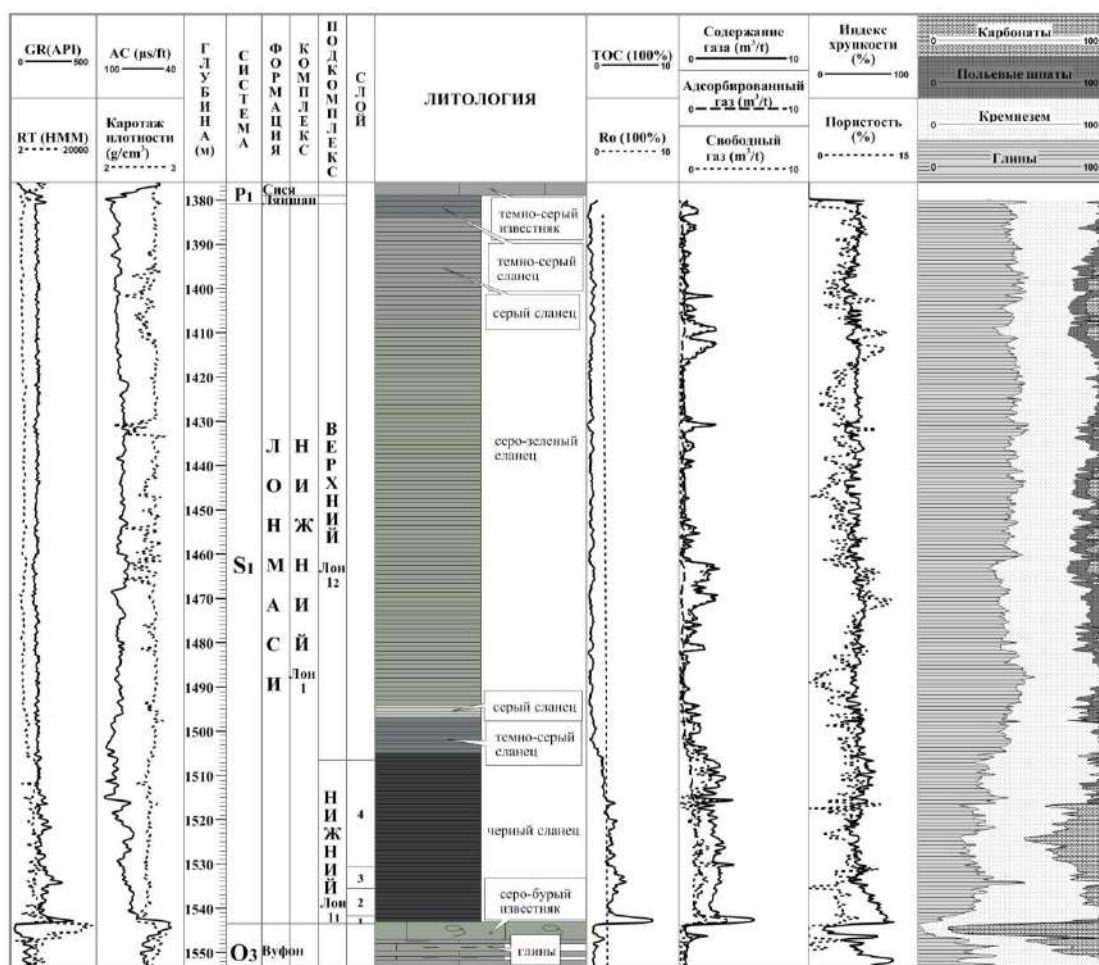 GR(API)
0 500
RT (HMM)
2 20000
AC (µs/ft)
100 40
Каротаж
плотности
(g/cm³)
2 3
ГЛУБИНА (м)
СИСТЕМА
ФОРМАЦИЯ
КОМПЛЕКС
ПОДКОМПЛЕКС
СЛОЙ
ЛИТОЛОГИЯ
TOC (100%)
0 10
Ro (100%)
0 10
Содержание
газа (m³/t)
0 10
Адсорбированный
газ (m³/t)
0 10
Свободный
газ (m³/t)
0 10
Индекс
хрупкости
(%)
0 100
Пористость
(%)
0 15
Карбонаты
0 100
Польевые шпаты
0 100
Кремнезем
0 100
Глины
0 100
1380
1390
1400
1410
1420
1430
1440
1450
1460
1470
1480
1490
1500
1510
1520
1530
1540
1550
P1
S1
O3
Сися
Ляншан
ЛОНМАСИ
Вуфон
НИЖНИЙ
Лон
1
ВЕРХНИЙ
Лон
12
НИЖНИЙ
Лон
11
4
3
2
1
темно-серый
известняк
темно-серый
сланец
серый сланец
серо-зеленый
сланец
серый сланец
темно-серый
сланец
черный сланец
серо-бурый
известняк
глины